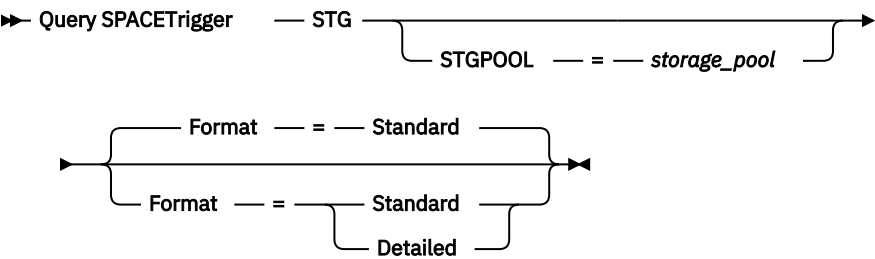 Query SPACETrigger STG
STGPOOL = storage_pool
Format = Standard
Format = Standard
Detailed